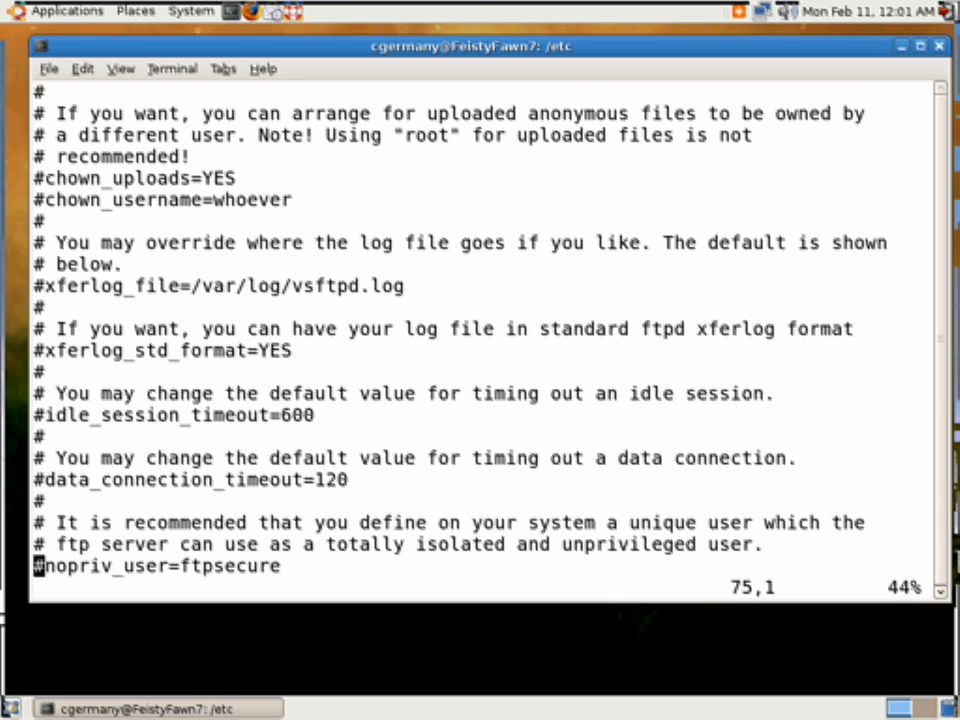 Applications Places System
Mon Feb 11, 12:01 AM
cgermany@FeistyFawn7: /etc
File Edit View Terminal Tabs Help
#
# If you want, you can arrange for uploaded anonymous files to be owned by
# a different user. Note! Using "root" for uploaded files is not
# recommended!
#chown_uploads=YES
#chown_username=whoever
#
# You may override where the log file goes if you like. The default is shown
# below.
#xferlog_file=/var/log/vsftpd.log
#
# If you want, you can have your log file in standard ftpd xferlog format
#xferlog_std_format=YES
#
# You may change the default value for timing out an idle session.
#idle_session_timeout=600
#
# You may change the default value for timing out a data connection.
#data_connection_timeout=120
#
# It is recommended that you define on your system a unique user which the
# ftp server can use as a totally isolated and unprivileged user.
#nopriv_user=ftpsecure
75,1 44%
cgermany@FeistyFawn7: /etc